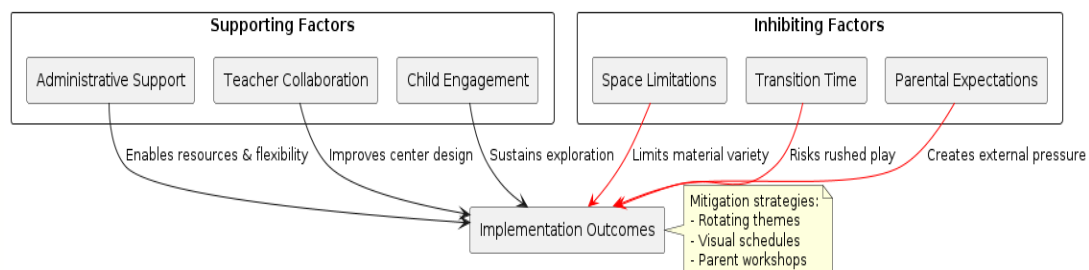 Supporting Factors
Inhibiting Factors
Administrative Support
Teacher Collaboration
Child Engagement
Space Limitations
Transition Time
Parental Expectations
Enables resources & flexibility
Improves center design
Sustains exploration
Limits material variety
Risks rushed play
Creates external pressure
Implementation Outcomes
Mitigation strategies:
- Rotating themes
- Visual schedules
- Parent workshops